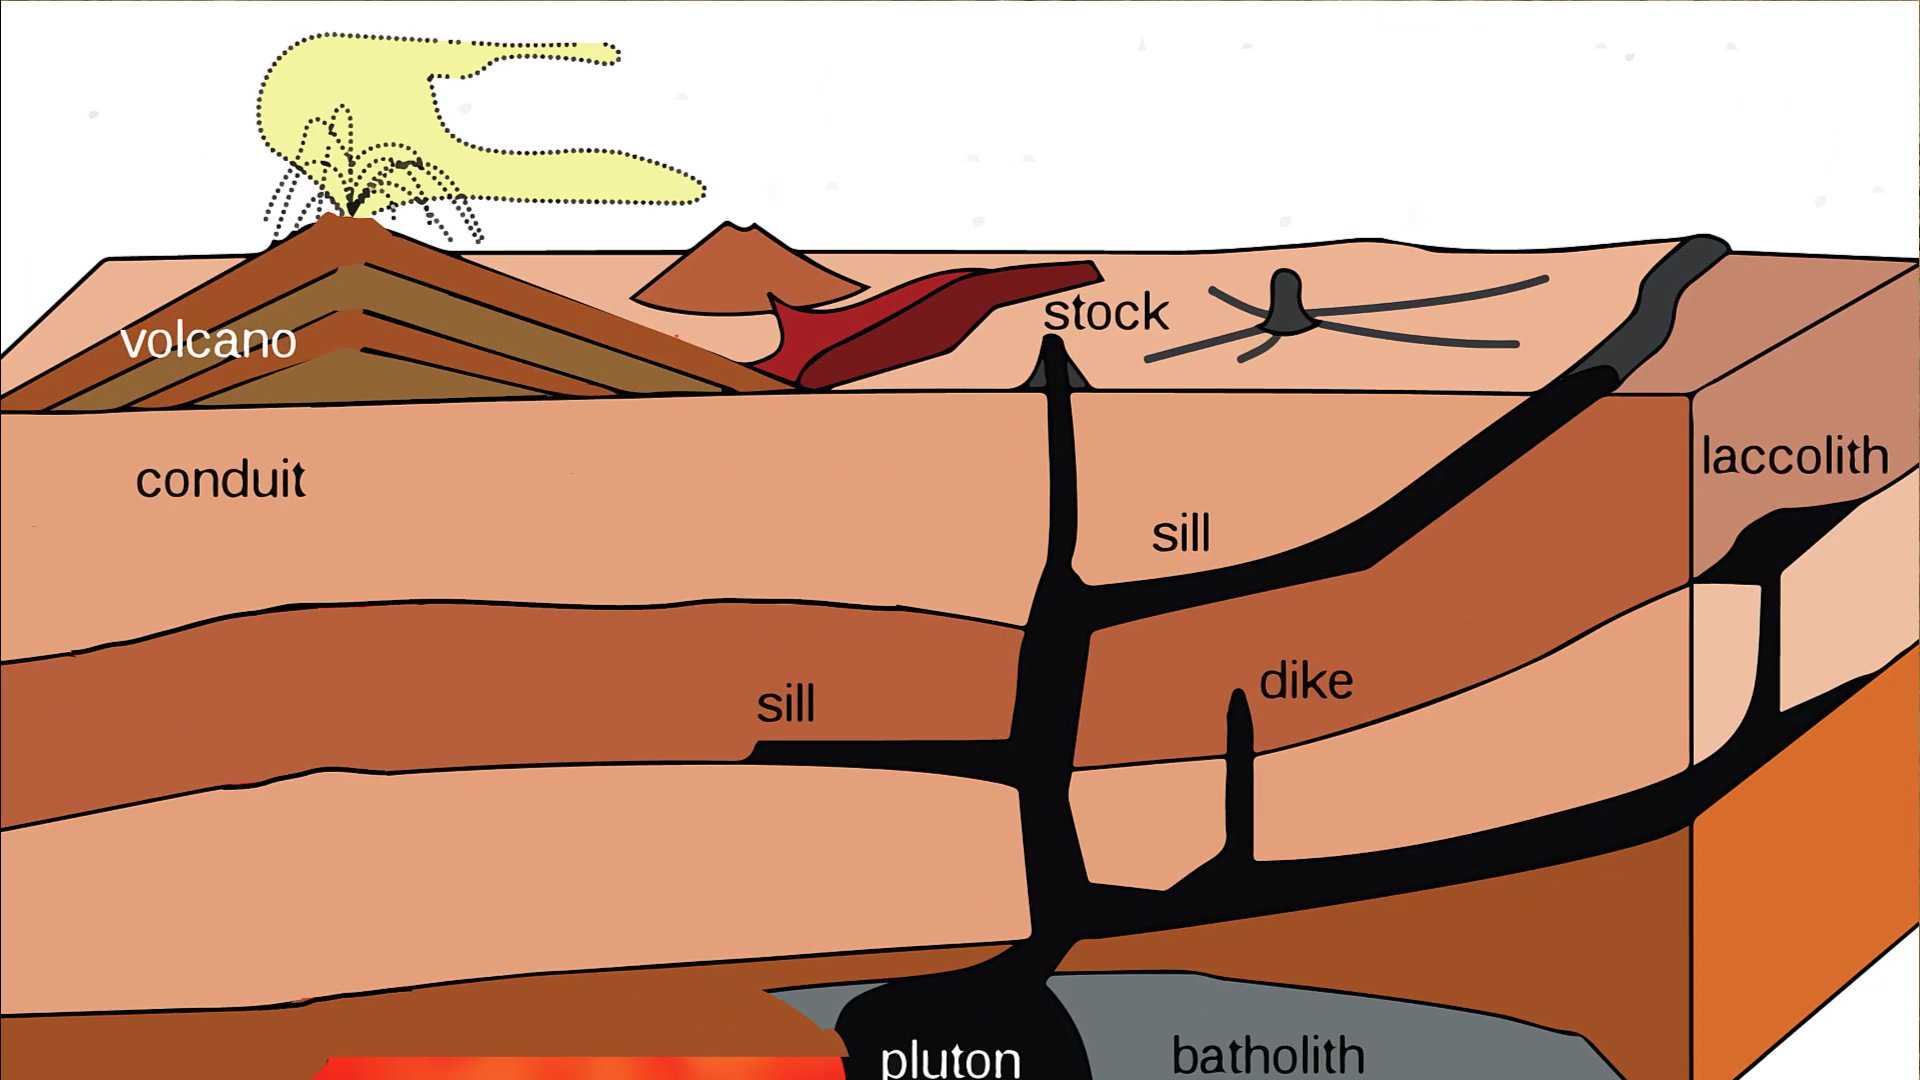 stock
volcano
laccolith
conduit
sill
dike
sill
batholith
pluton